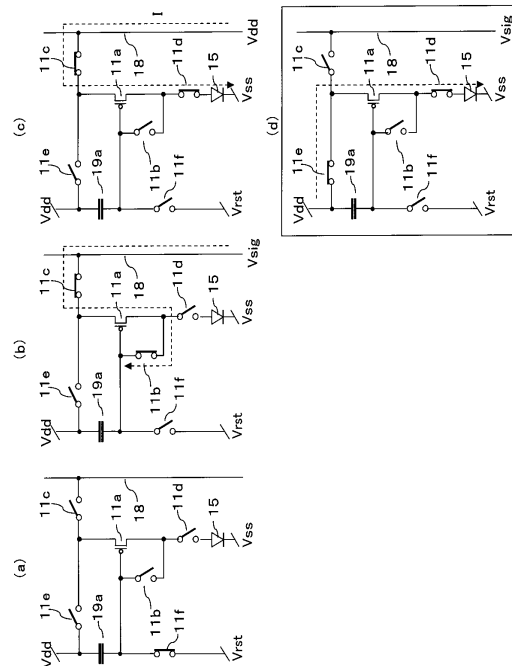 (a)
Vdd
11e
19a
11c
11a
18
11d
11b
11f
15
Vrst
Vss
(b)
Vdd
11e
19a
11c
11a
18
11d
11b
11f
15
Vrst
Vss
Vsig
(c)
Vdd
11e
19a
11c
I
11a
18
11d
11b
11f
15
Vrst
Vss
Vdd
(d)
Vdd
11e
19a
11c
11a
18
11d
11b
11f
15
Vrst
Vss
Vsig